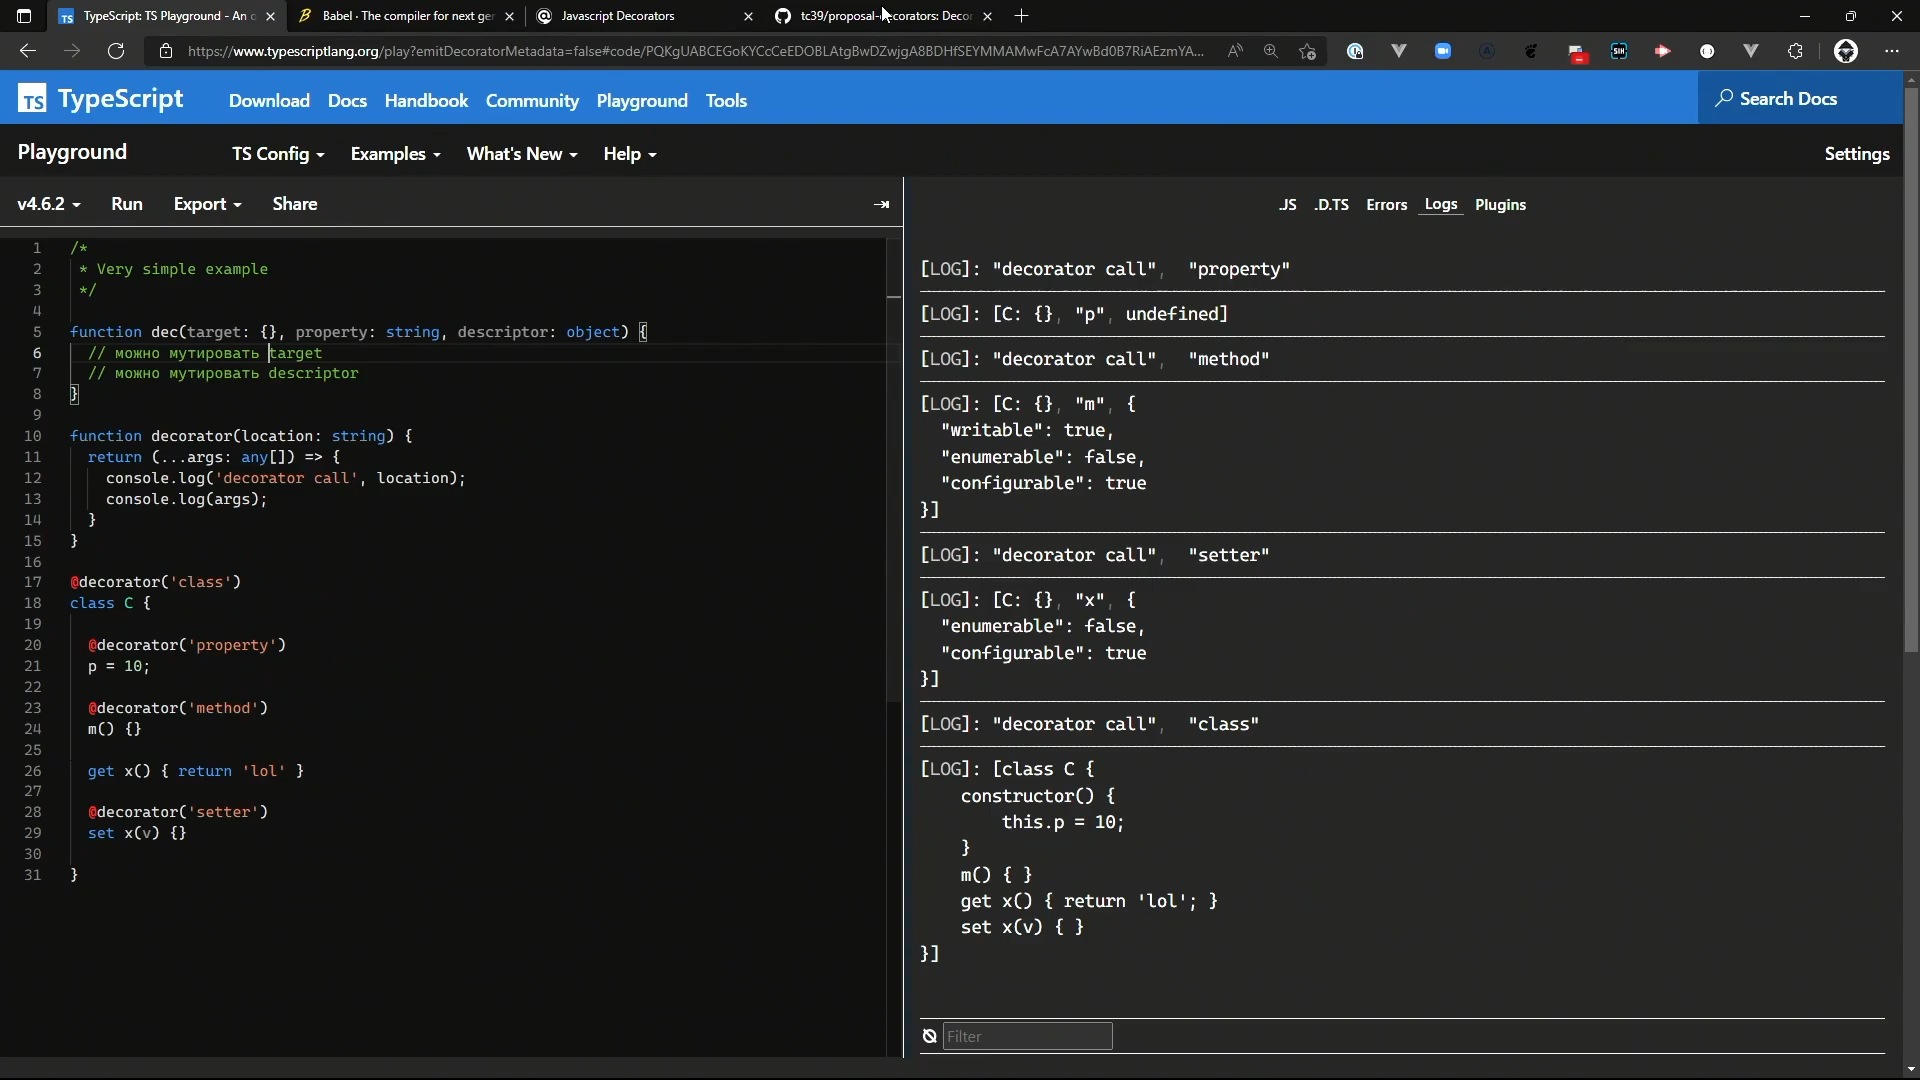 TypeScript: TS Playground - An o
Babel · The compiler for next ger
Javascript Decorators
tc39/proposal-decorators: Decor
https://www.typescriptlang.org/play?emitDecoratorMetadata=false#code/PQKgUABCEGoKYCcCeEDOBLAtgBwDZwjgA8BDHfSEYMMAMwFcA7AYwBd0B7RiAEzmYA...
TS TypeScript
Download Docs Handbook Community Playground Tools
Search Docs
Playground
TS Config Examples What's New Help
Settings
v4.6.2 Run Export Share
.JS .D.TS Errors Logs Plugins
1 /*
2 * Very simple example
3 */
4
5 function dec(target: {}, property: string, descriptor: object) {
6 // можно мутировать target
7 // можно мутировать descriptor
8 }
9
10 function decorator(location: string) {
11 return (...args: any[]) => {
12 console.log('decorator call', location);
13 console.log(args);
14 }
15 }
16
17 @decorator('class')
18 class C {
19
20 @decorator('property')
21 p = 10;
22
23 @decorator('method')
24 m() {}
25
26 get x() { return 'lol' }
27
28 @decorator('setter')
29 set x(v) {}
30
31 }
[LOG]: "decorator call", "property"
[LOG]: [C: {}, "p", undefined]
[LOG]: "decorator call", "method"
[LOG]: [C: {}, "m", {
"writable": true,
"enumerable": false,
"configurable": true
}]
[LOG]: "decorator call", "setter"
[LOG]: [C: {}, "x", {
"enumerable": false,
"configurable": true
}]
[LOG]: "decorator call", "class"
[LOG]: [class C {
constructor() {
this.p = 10;
}
m() { }
get x() { return 'lol'; }
set x(v) { }
}]
Filter